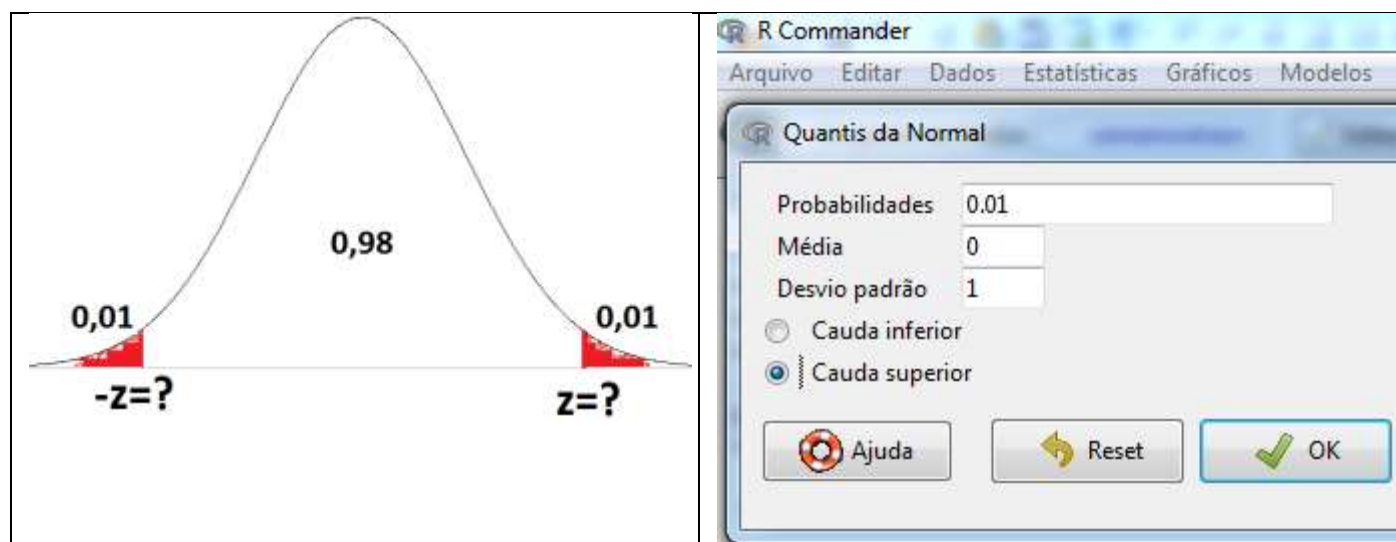 0,98
0,01
0,01
-z=?
z=?
R Commander
Arquivo Editar Dados Estatísticas Gráficos Modelos
Quantis da Normal
Probabilidades 0.01
Média 0
Desvio padrão 1
Cauda inferior
Cauda superior
Ajuda Reset OK